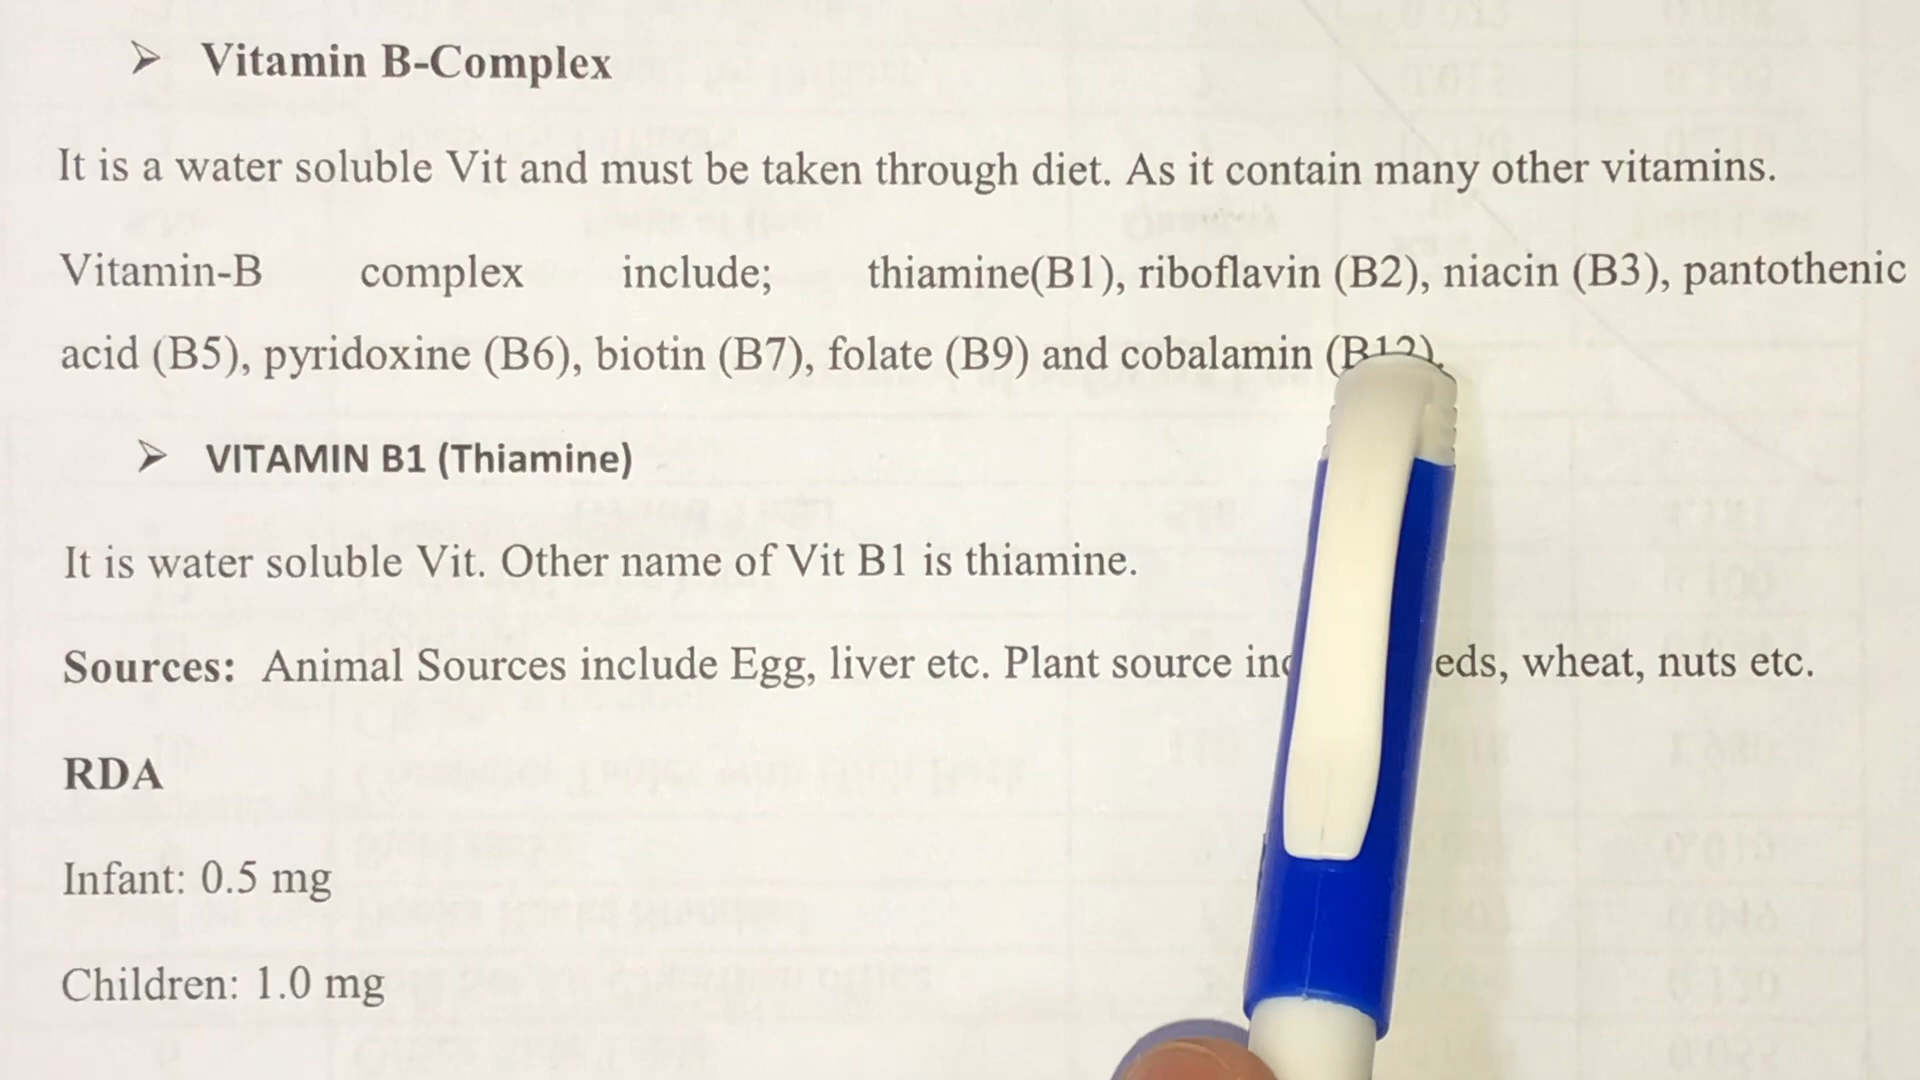 Vitamin B-Complex
It is a water soluble Vit and must be taken through diet. As it contain many other vitamins.
Vitamin-B complex include; thiamine(B1), riboflavin (B2), niacin (B3), pantothenic
acid (B5), pyridoxine (B6), biotin (B7), folate (B9) and cobalamin (B12).
VITAMIN B1 (Thiamine)
It is water soluble Vit. Other name of Vit B1 is thiamine.
Sources: Animal Sources include Egg, liver etc. Plant source wheat, nuts etc.
RDA
Infant: 0.5 mg
Children: 1.0 mg